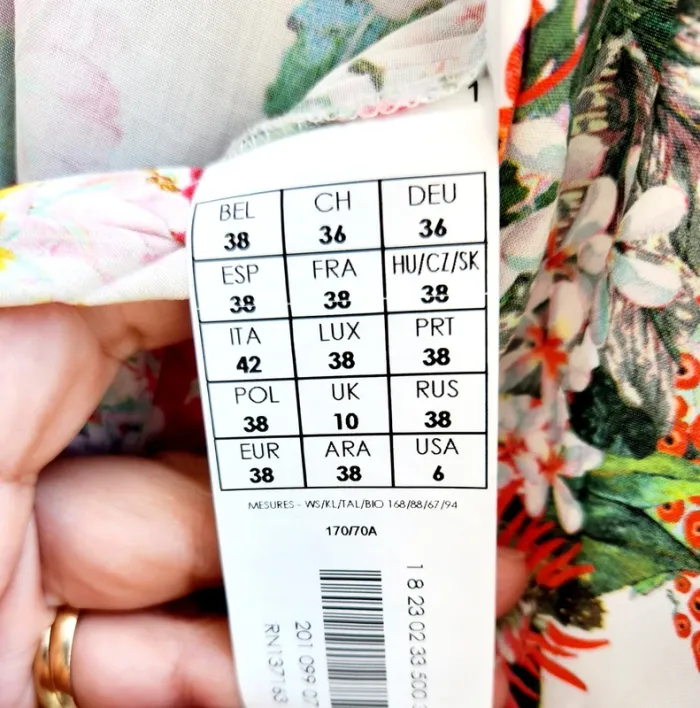 1
BEL CH DEU
38 36 36
ESP FRA HU/CZ/SK
38 38 38
ITA LUX PRT
42 38 38
POL UK RUS
38 10 38
EUR ARA USA
38 38 6
MESURES - WS/KL/TAL/BIO 168/88/67/94
170/70A
1 8 23 02 33 500
201 099 07
RN13716